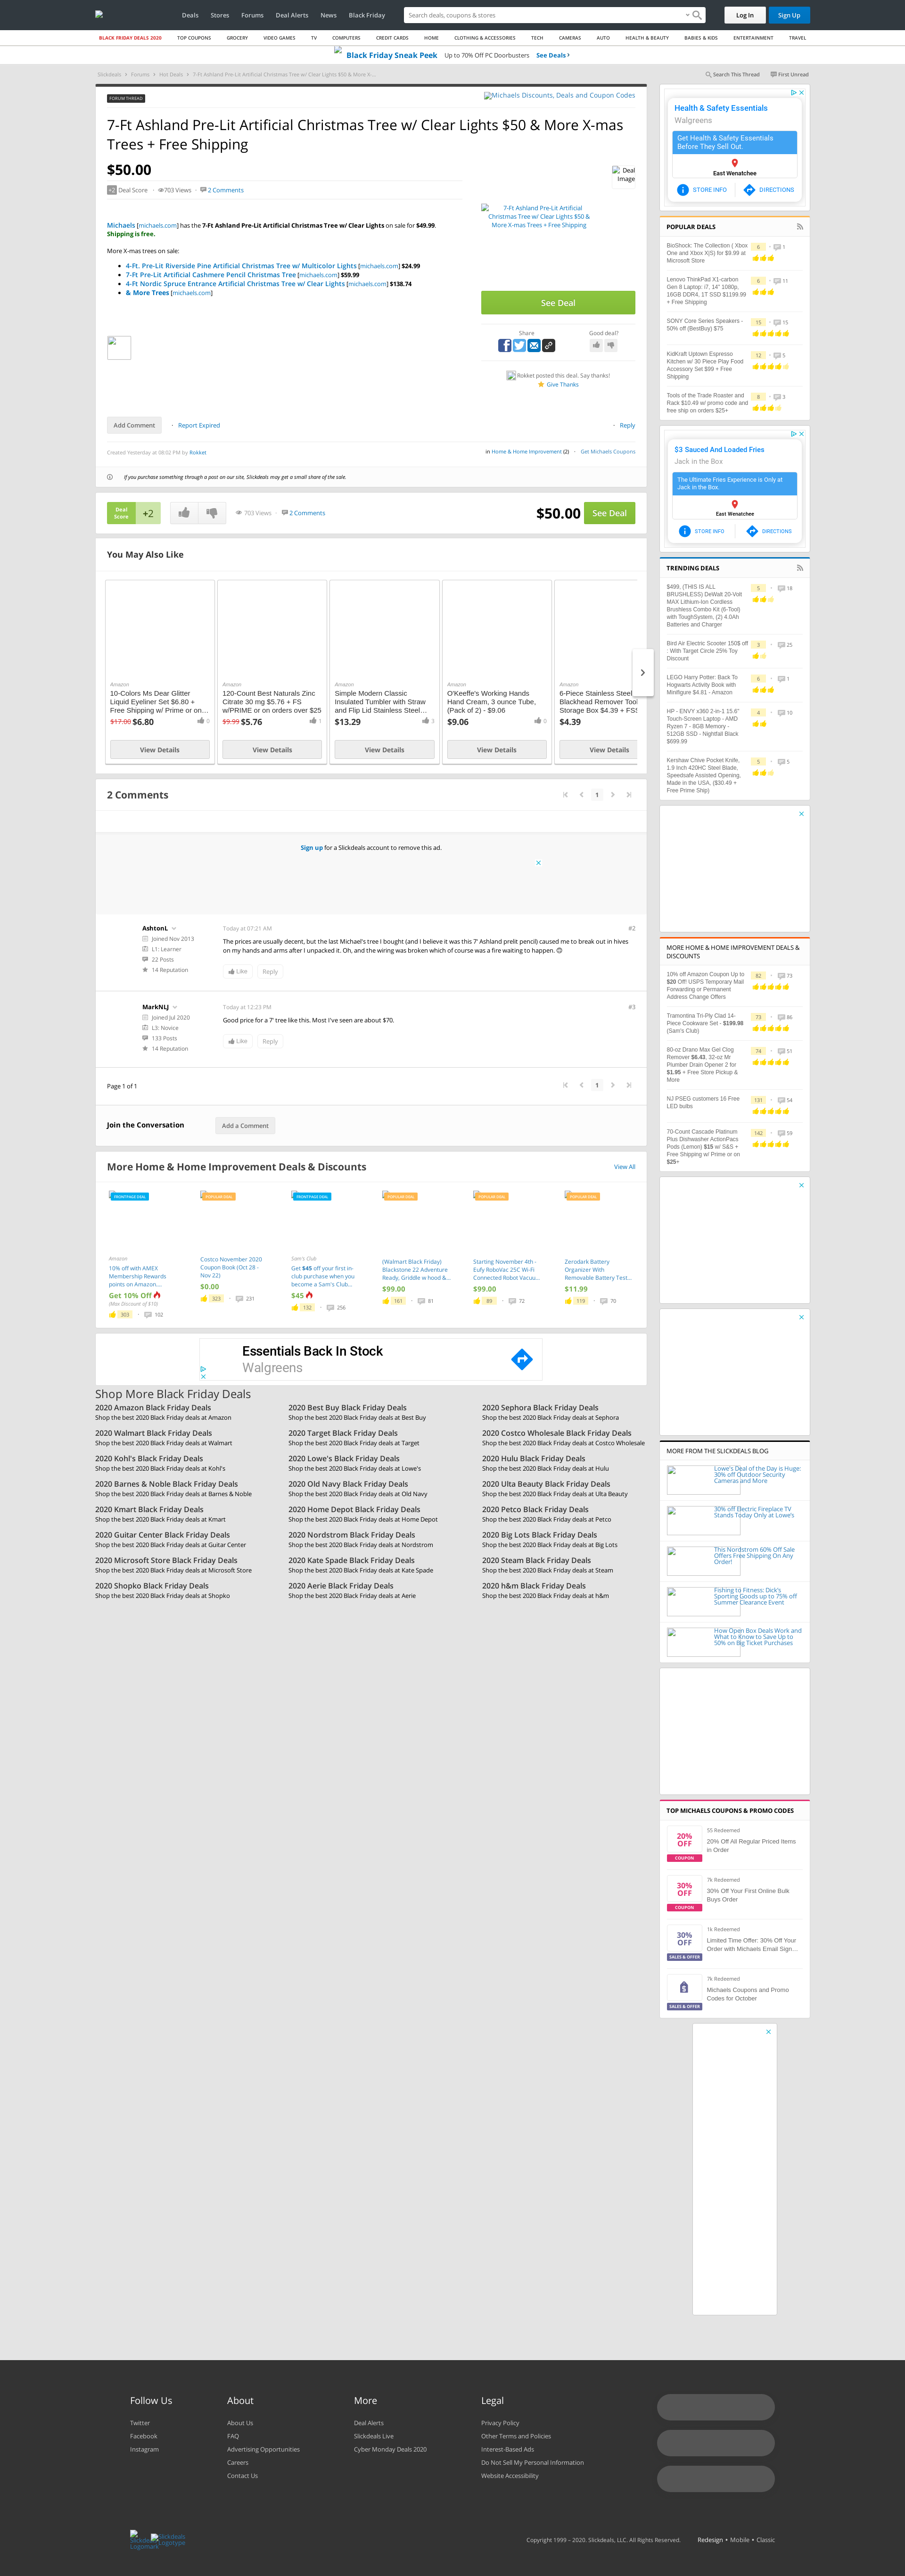 Deals Stores Forums Deal Alerts News Black Friday
Search deals, coupons & stores
Log In
Sign Up
BLACK FRIDAY DEALS 2020 TOP COUPONS GROCERY VIDEO GAMES TV COMPUTERS CREDIT CARDS HOME CLOTHING & ACCESSORIES TECH CAMERAS AUTO HEALTH & BEAUTY BABIES & KIDS ENTERTAINMENT TRAVEL
Black Friday Sneak Peek Up to 70% Off PC Doorbusters See Deals
Slickdeals Forums Hot Deals 7-Ft Ashland Pre-Lit Artificial Christmas Tree w/ Clear Lights $50 & More X-...
Search This Thread
First Unread
FORUM THREAD
Michaels Discounts, Deals and Coupon Codes
7-Ft Ashland Pre-Lit Artificial Christmas Tree w/ Clear Lights $50 & More X-mas
Trees + Free Shipping
$50.00
Deal
Image
+2 Deal Score 703 Views 2 Comments
Michaels [michaels.com] has the 7-Ft Ashland Pre-Lit Artificial Christmas Tree w/ Clear Lights on sale for $49.99.
Shipping is free.
More X-mas trees on sale:
4-Ft. Pre-Lit Riverside Pine Artificial Christmas Tree w/ Multicolor Lights [michaels.com] $24.99
7-Ft Pre-Lit Artificial Cashmere Pencil Christmas Tree [michaels.com] $59.99
4-Ft Nordic Spruce Entrance Artificial Christmas Tree w/ Clear Lights [michaels.com] $138.74
& More Trees [michaels.com]
7-Ft Ashland Pre-Lit Artificial
Christmas Tree w/ Clear Lights $50 &
More X-mas Trees + Free Shipping
See Deal
Share
Good deal?
Rokket posted this deal. Say thanks!
Give Thanks
Add Comment
Report Expired
Reply
Created Yesterday at 08:02 PM by Rokket
in Home & Home Improvement (2) Get Michaels Coupons
If you purchase something through a post on our site, Slickdeals may get a small share of the sale.
Deal
Score
+2
703 Views 2 Comments
$50.00
See Deal
You May Also Like
Amazon
10-Colors Ms Dear Glitter
Liquid Eyeliner Set $6.80 +
Free Shipping w/ Prime or on...
$17.00 $6.80 0
View Details
Amazon
120-Count Best Naturals Zinc
Citrate 30 mg $5.76 + FS
w/PRIME or on orders over $25
$9.99 $5.76 1
View Details
Amazon
Simple Modern Classic
Insulated Tumbler with Straw
and Flip Lid Stainless Steel...
$13.29 3
View Details
Amazon
O'Keeffe's Working Hands
Hand Cream, 3 ounce Tube,
(Pack of 2) - $9.06
$9.06 0
View Details
Amazon
6-Piece Stainless Steel
Blackhead Remover Tool
Storage Box $4.39 + FSS
$4.39
View Details
2 Comments
1
Sign up for a Slickdeals account to remove this ad.
AshtonL
Joined Nov 2013
L1: Learner
22 Posts
14 Reputation
Today at 07:21 AM
#2
The prices are usually decent, but the last Michael's tree I bought (and I believe it was this 7' Ashland prelit pencil) caused me to break out in hives
on my hands and arms after I unpacked it. Oh, and the wiring was broken which of course we didn't know until we were ready to set it up.
Like
Reply
MarkNLJ
Joined Jul 2020
L3: Novice
133 Posts
14 Reputation
Today at 12:23 PM
#3
Good price for a 7' tree like this. Most I've seen are about $70.
Like
Reply
Page 1 of 1
1
Join the Conversation
Add a Comment
More Home & Home Improvement Deals & Discounts
View All
FRONTPAGE DEAL
Amazon
10% off with AMEX
Membership Rewards
points on Amazon....
Get 10% Off
(Max Discount of $15)
303 102
POPULAR DEAL
Costco November 2020
Coupon Book (Oct 28 -
Nov 22)
$0.00
323 231
FRONTPAGE DEAL
Sam's Club
Get $45 off your first in-
club purchase when you
become a Sam's Club...
$45
132 256
POPULAR DEAL
(Walmart Black Friday)
Blackstone 22 Adventure
Ready, Griddle w hood &...
$99.00
161 81
POPULAR DEAL
Starting November 4th -
Eufy RoboVac 25C Wi-Fi
Connected Robot Vacuu...
$99.00
89 72
POPULAR DEAL
Zerodark Battery
Organizer With
Removable Battery Test...
$11.99
119 70
Essentials Back In Stock
Walgreens
Shop More Black Friday Deals
2020 Amazon Black Friday Deals
Shop the best 2020 Black Friday deals at Amazon
2020 Best Buy Black Friday Deals
Shop the best 2020 Black Friday deals at Best Buy
2020 Sephora Black Friday Deals
Shop the best 2020 Black Friday deals at Sephora
2020 Walmart Black Friday Deals
Shop the best 2020 Black Friday deals at Walmart
2020 Target Black Friday Deals
Shop the best 2020 Black Friday deals at Target
2020 Costco Wholesale Black Friday Deals
Shop the best 2020 Black Friday deals at Costco Wholesale
2020 Kohl's Black Friday Deals
Shop the best 2020 Black Friday deals at Kohl's
2020 Lowe's Black Friday Deals
Shop the best 2020 Black Friday deals at Lowe's
2020 Hulu Black Friday Deals
Shop the best 2020 Black Friday deals at Hulu
2020 Barnes & Noble Black Friday Deals
Shop the best 2020 Black Friday deals at Barnes & Noble
2020 Old Navy Black Friday Deals
Shop the best 2020 Black Friday deals at Old Navy
2020 Ulta Beauty Black Friday Deals
Shop the best 2020 Black Friday deals at Ulta Beauty
2020 Kmart Black Friday Deals
Shop the best 2020 Black Friday deals at Kmart
2020 Home Depot Black Friday Deals
Shop the best 2020 Black Friday deals at Home Depot
2020 Petco Black Friday Deals
Shop the best 2020 Black Friday deals at Petco
2020 Guitar Center Black Friday Deals
Shop the best 2020 Black Friday deals at Guitar Center
2020 Nordstrom Black Friday Deals
Shop the best 2020 Black Friday deals at Nordstrom
2020 Big Lots Black Friday Deals
Shop the best 2020 Black Friday deals at Big Lots
2020 Microsoft Store Black Friday Deals
Shop the best 2020 Black Friday deals at Microsoft Store
2020 Kate Spade Black Friday Deals
Shop the best 2020 Black Friday deals at Kate Spade
2020 Steam Black Friday Deals
Shop the best 2020 Black Friday deals at Steam
2020 Shopko Black Friday Deals
Shop the best 2020 Black Friday deals at Shopko
2020 Aerie Black Friday Deals
Shop the best 2020 Black Friday deals at Aerie
2020 h&m Black Friday Deals
Shop the best 2020 Black Friday deals at h&m
Health & Safety Essentials
Walgreens
Get Health & Safety Essentials
Before They Sell Out.
East Wenatchee
STORE INFO
DIRECTIONS
POPULAR DEALS
BioShock: The Collection ( Xbox
One and Xbox X|S) for $9.99 at
Microsoft Store
6 1
Lenovo ThinkPad X1-carbon
Gen 8 Laptop: i7, 14" 1080p,
16GB DDR4, 1T SSD $1199.99
+ Free Shipping
6 11
SONY Core Series Speakers -
50% off (BestBuy) $75
15 15
KidKraft Uptown Espresso
Kitchen w/ 30 Piece Play Food
Accessory Set $99 + Free
Shipping
12 5
Tools of the Trade Roaster and
Rack $10.49 w/ promo code and
free ship on orders $25+
8 3
$3 Sauced And Loaded Fries
Jack in the Box
The Ultimate Fries Experience is Only at
Jack in the Box.
East Wenatchee
STORE INFO
DIRECTIONS
TRENDING DEALS
$499, (THIS IS ALL
BRUSHLESS) DeWalt 20-Volt
MAX Lithium-Ion Cordless
Brushless Combo Kit (6-Tool)
with ToughSystem, (2) 4.0Ah
Batteries and Charger
5 18
Bird Air Electric Scooter 150$ off
: With Target Circle 25% Toy
Discount
3 25
LEGO Harry Potter: Back To
Hogwarts Activity Book with
Minifigure $4.81 - Amazon
6 1
HP - ENVY x360 2-in-1 15.6"
Touch-Screen Laptop - AMD
Ryzen 7 - 8GB Memory -
512GB SSD - Nightfall Black
$699.99
4 10
Kershaw Chive Pocket Knife,
1.9 Inch 420HC Steel Blade,
Speedsafe Assisted Opening,
Made in the USA, ($30.49 +
Free Prime Ship)
5 5
MORE HOME & HOME IMPROVEMENT DEALS &
DISCOUNTS
10% off Amazon Coupon Up to
$20 Off! USPS Temporary Mail
Forwarding or Permanent
Address Change Offers
82 73
Tramontina Tri-Ply Clad 14-
Piece Cookware Set - $199.98
(Sam's Club)
73 86
80-oz Drano Max Gel Clog
Remover $6.43, 32-oz Mr
Plumber Drain Opener 2 for
$1.95 + Free Store Pickup &
More
74 51
NJ PSEG customers 16 Free
LED bulbs
131 54
70-Count Cascade Platinum
Plus Dishwasher ActionPacs
Pods (Lemon) $15 w/ S&S +
Free Shipping w/ Prime or on
$25+
142 59
MORE FROM THE SLICKDEALS BLOG
Lowe's Deal of the Day is Huge:
30% off Outdoor Security
Cameras and More
30% off Electric Fireplace TV
Stands Today Only at Lowe's
This Nordstrom 60% Off Sale
Offers Free Shipping On Any
Order!
Fishing to Fitness: Dick's
Sporting Goods up to 75% off
Summer Clearance Event
How Open Box Deals Work and
What to Know to Save Up to
50% on Big Ticket Purchases
TOP MICHAELS COUPONS & PROMO CODES
20%
OFF
COUPON
55 Redeemed
20% Off All Regular Priced Items
in Order
30%
OFF
COUPON
7k Redeemed
30% Off Your First Online Bulk
Buys Order
30%
OFF
SALES & OFFER
1k Redeemed
Limited Time Offer: 30% Off Your
Order with Michaels Email Sign...
SALES & OFFER
7k Redeemed
Michaels Coupons and Promo
Codes for October
Follow Us
Twitter
Facebook
Instagram
About
About Us
FAQ
Advertising Opportunities
Careers
Contact Us
More
Deal Alerts
Slickdeals Live
Cyber Monday Deals 2020
Legal
Privacy Policy
Other Terms and Policies
Interest-Based Ads
Do Not Sell My Personal Information
Website Accessibility
Slickdeals
Logotype
Copyright 1999 – 2020. Slickdeals, LLC. All Rights Reserved.
Redesign • Mobile • Classic